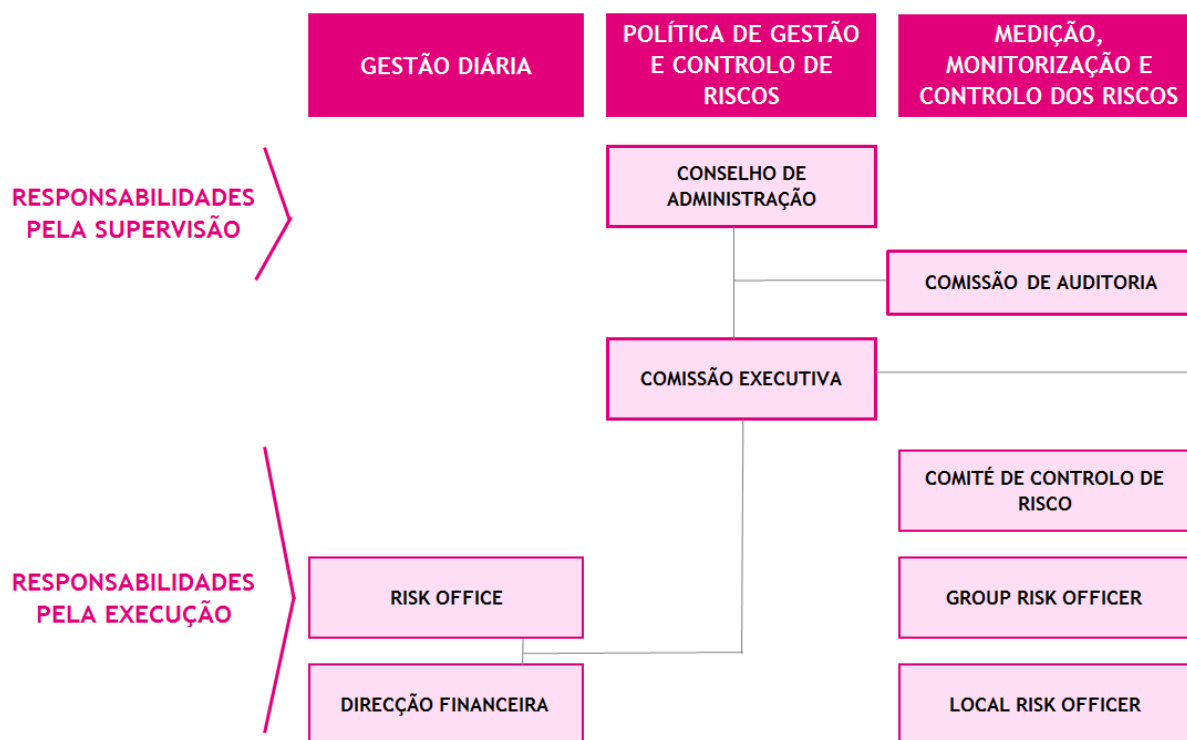 GESTÃO DIÁRIA
POLÍTICA DE GESTÃO
E CONTROLO DE
RISCOS
MEDIÇÃO,
MONITORIZAÇÃO E
CONTROLO DOS RISCOS
RESPONSABILIDADES
PELA SUPERVISÃO
CONSELHO DE
ADMINISTRAÇÃO
COMISSÃO DE AUDITORIA
COMISSÃO EXECUTIVA
COMITÉ DE CONTROLO DE
RISCO
RESPONSABILIDADES
PELA EXECUÇÃO
RISK OFFICE
GROUP RISK OFFICER
DIRECÇÃO FINANCEIRA
LOCAL RISK OFFICER